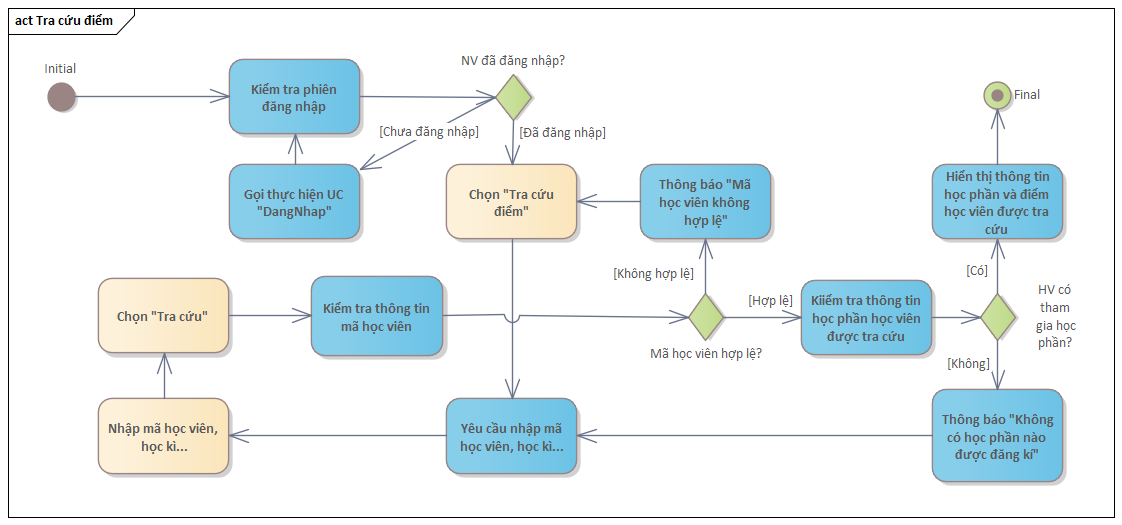 act Tra cứu điểm
Initial
Kiểm tra phiên
đăng nhập
NV đã đăng nhập?
[Chưa đăng nhập]
[Đã đăng nhập]
Final
Gọi thực hiện UC
"DangNhap"
Chọn "Tra cứu
điểm"
Thông báo "Mã
học viên không
hợp lệ"
Hiển thị thông tin
học phần và điểm
học viên được tra
cứu
[Không hợp lệ]
[Có]
Chọn "Tra cứu"
Kiểm tra thông tin
mã học viên
[Hợp lệ]
Mã học viên hợp lệ?
Kiiểm tra thông tin
học phần học viên
được tra cứu
HV có
tham
gia học
phần?
[Không]
Nhập mã học viên,
học kì...
Yêu cầu nhập mã
học viên, học kì...
Thông báo "Không
có học phần nào
được đăng kí"